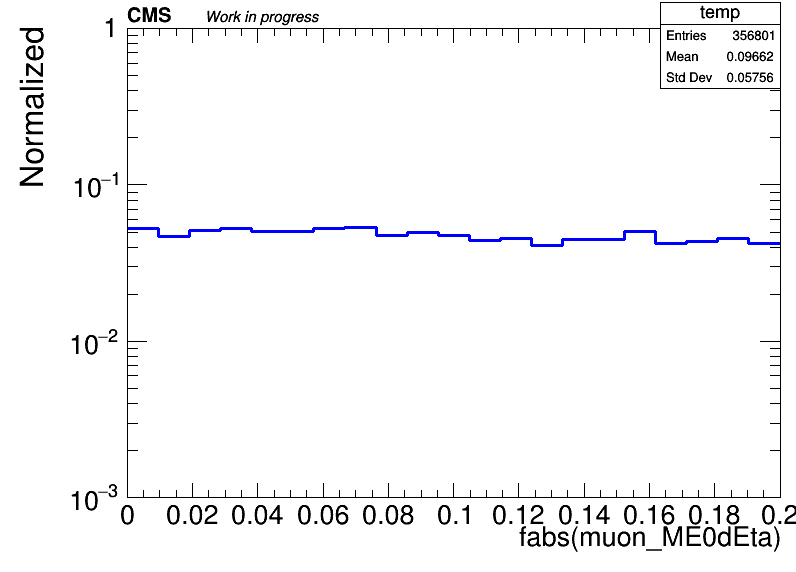 CMS Work in progress
temp
Entries 356801
Mean 0.09662
Std Dev 0.05756
Normalized
1
10⁻¹
10⁻²
10⁻³
0 0.02 0.04 0.06 0.08 0.1 0.12 0.14 0.16 0.18 0.2
fabs(muon_ME0dEta)